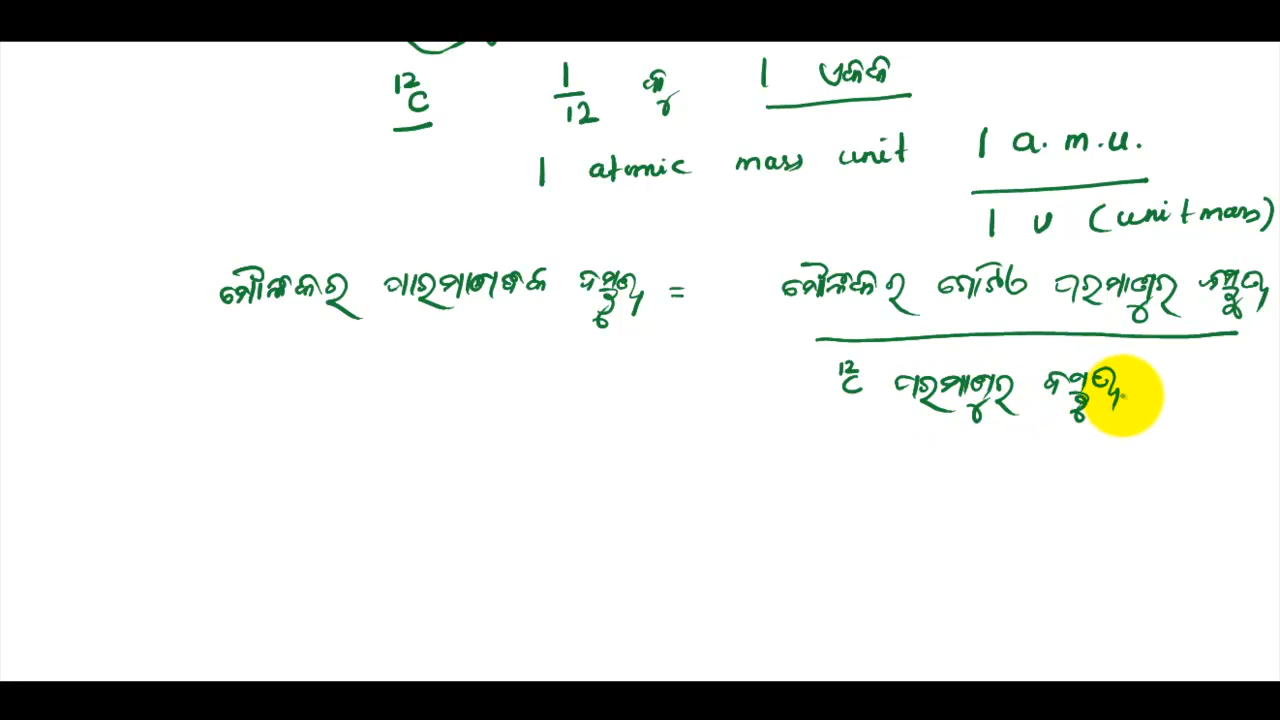 12C 1/12 କୁ 1 ଏକକ
1 atomic mass unit 1 a.m.u.
1 u (unit mass)
ମୌଳିକର ପାରମାଣବିକ ବସ୍ତୁତ୍ୱ = ମୌଳିକର ଗୋଟିଏ ପରମାଣୁର ବସ୍ତୁତ୍ୱ
12C ପରମାଣୁର ବସ୍ତୁତ୍ୱ